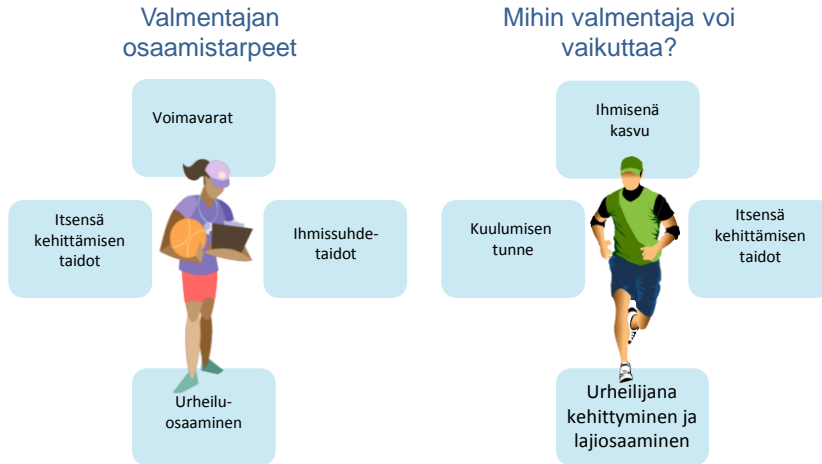 Valmentajan
osaamistarpeet
Voimavarat
Itsensä
kehittämisen
taidot
Ihmissuhde-
taidot
Urheilu-
osaaminen
Mihin valmentaja voi
vaikuttaa?
Ihmisenä
kasvu
Kuulumisen
tunne
Itsensä
kehittämisen
taidot
Urheilijana
kehittyminen ja
lajiosaaminen